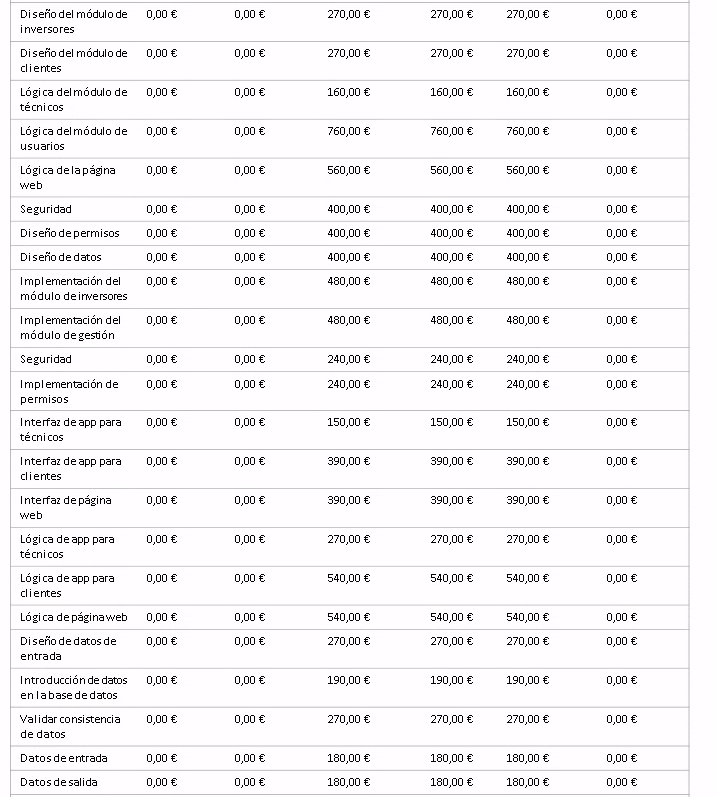 Diseño del módulo de 0,00 € 0,00 € 270,00 € 270,00 € 270,00 € 0,00 €
inversores
Diseño del módulo de 0,00 € 0,00 € 270,00 € 270,00 € 270,00 € 0,00 €
clientes
Lógica del módulo de 0,00 € 0,00 € 160,00 € 160,00 € 160,00 € 0,00 €
técnicos
Lógica del módulo de 0,00 € 0,00 € 760,00 € 760,00 € 760,00 € 0,00 €
usuarios
Lógica de la página 0,00 € 0,00 € 560,00 € 560,00 € 560,00 € 0,00 €
web
Seguridad 0,00 € 0,00 € 400,00 € 400,00 € 400,00 € 0,00 €
Diseño de permisos 0,00 € 0,00 € 400,00 € 400,00 € 400,00 € 0,00 €
Diseño de datos 0,00 € 0,00 € 400,00 € 400,00 € 400,00 € 0,00 €
Implementación del 0,00 € 0,00 € 480,00 € 480,00 € 480,00 € 0,00 €
módulo de inversores
Implementación del 0,00 € 0,00 € 480,00 € 480,00 € 480,00 € 0,00 €
módulo de gestión
Seguridad 0,00 € 0,00 € 240,00 € 240,00 € 240,00 € 0,00 €
Implementación de 0,00 € 0,00 € 240,00 € 240,00 € 240,00 € 0,00 €
permisos
Interfaz de app para 0,00 € 0,00 € 150,00 € 150,00 € 150,00 € 0,00 €
técnicos
Interfaz de app para 0,00 € 0,00 € 390,00 € 390,00 € 390,00 € 0,00 €
clientes
Interfaz de página 0,00 € 0,00 € 390,00 € 390,00 € 390,00 € 0,00 €
web
Lógica de app para 0,00 € 0,00 € 270,00 € 270,00 € 270,00 € 0,00 €
técnicos
Lógica de app para 0,00 € 0,00 € 540,00 € 540,00 € 540,00 € 0,00 €
clientes
Lógica de página web 0,00 € 0,00 € 540,00 € 540,00 € 540,00 € 0,00 €
Diseño de datos de 0,00 € 0,00 € 270,00 € 270,00 € 270,00 € 0,00 €
entrada
Introducción de datos 0,00 € 0,00 € 190,00 € 190,00 € 190,00 € 0,00 €
en la base de datos
Validar consistencia 0,00 € 0,00 € 270,00 € 270,00 € 270,00 € 0,00 €
de datos
Datos de entrada 0,00 € 0,00 € 180,00 € 180,00 € 180,00 € 0,00 €
Datos de salida 0,00 € 0,00 € 180,00 € 180,00 € 180,00 € 0,00 €